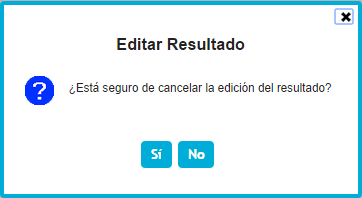 Editar Resultado
¿Está seguro de cancelar la edición del resultado?
Sí No